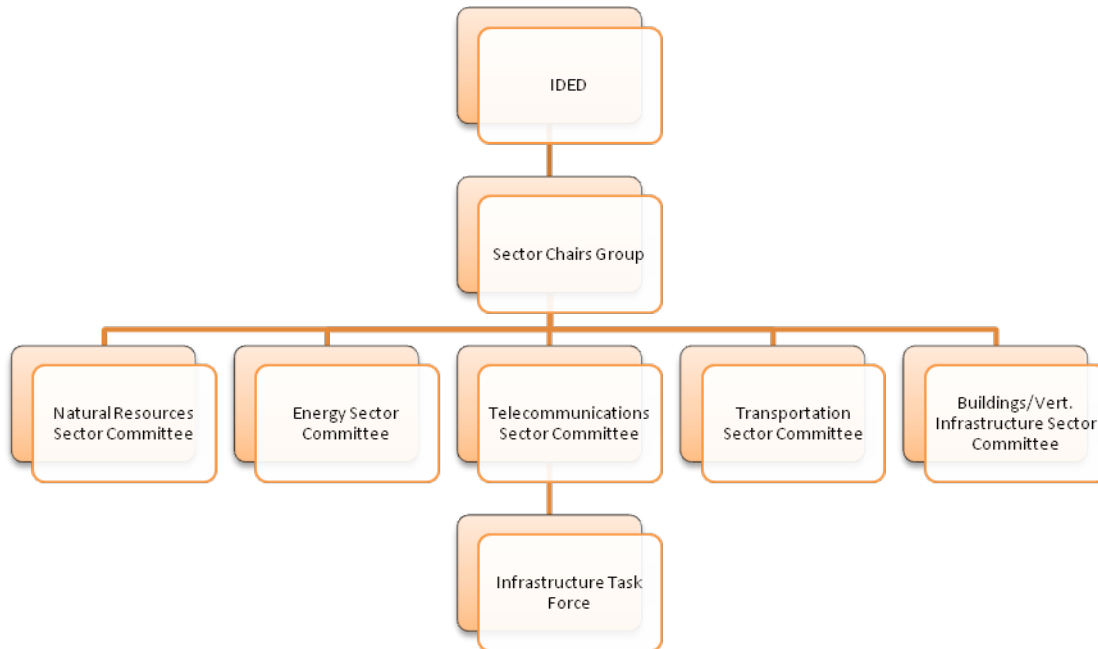 IDED
Sector Chairs Group
Natural Resources
Sector Committee
Energy Sector
Committee
Telecommunications
Sector Committee
Transportation
Sector Committee
Buildings/Vert.
Infrastructure Sector
Committee
Infrastructure Task
Force